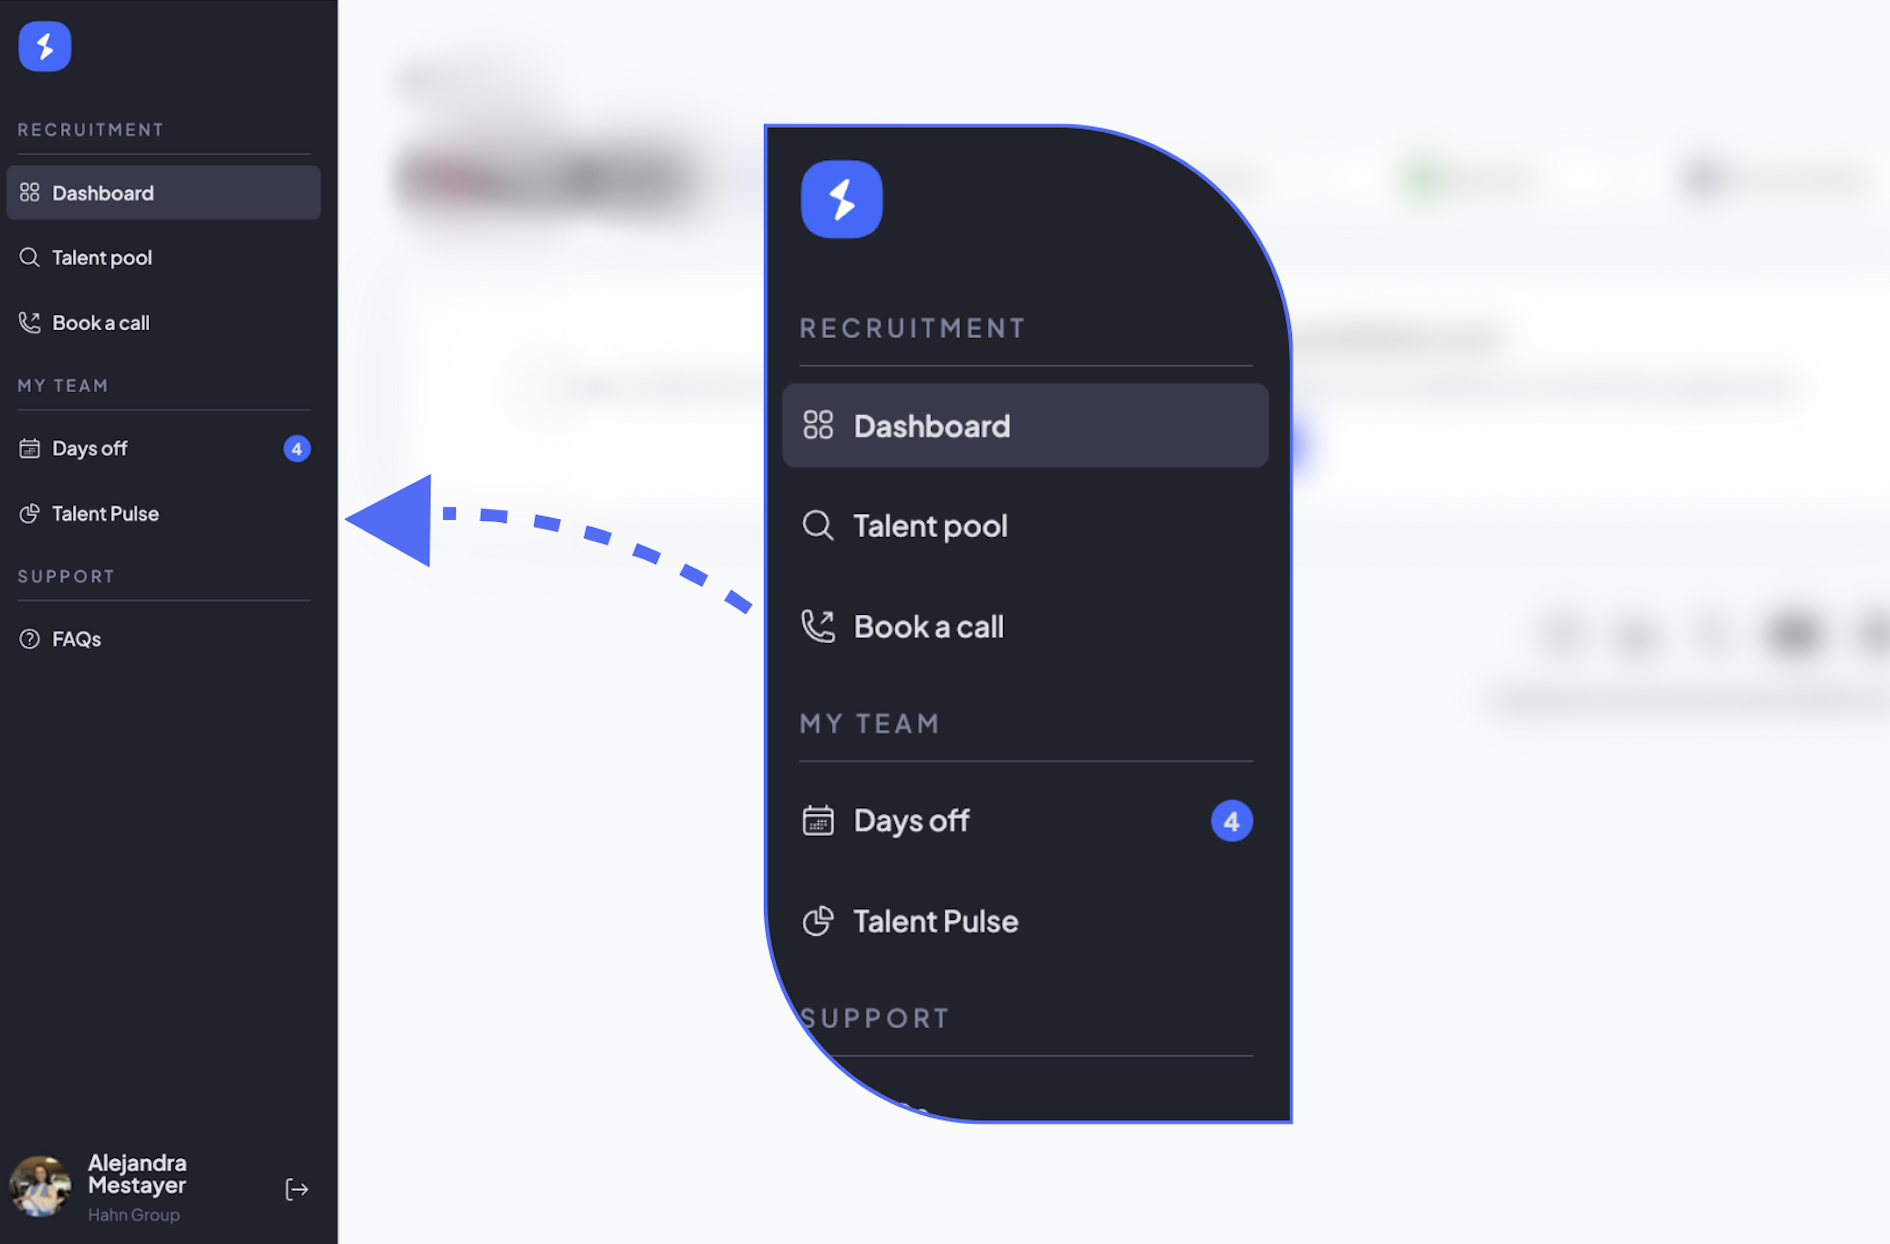 RECRUITMENT
Dashboard
Talent pool
Book a call
MY TEAM
Days off 4
Talent Pulse
SUPPORT
FAQs
Alejandra
Mestayer
Hahn Group
RECRUITMENT
Dashboard
Talent pool
Book a call
MY TEAM
Days off 4
Talent Pulse
SUPPORT